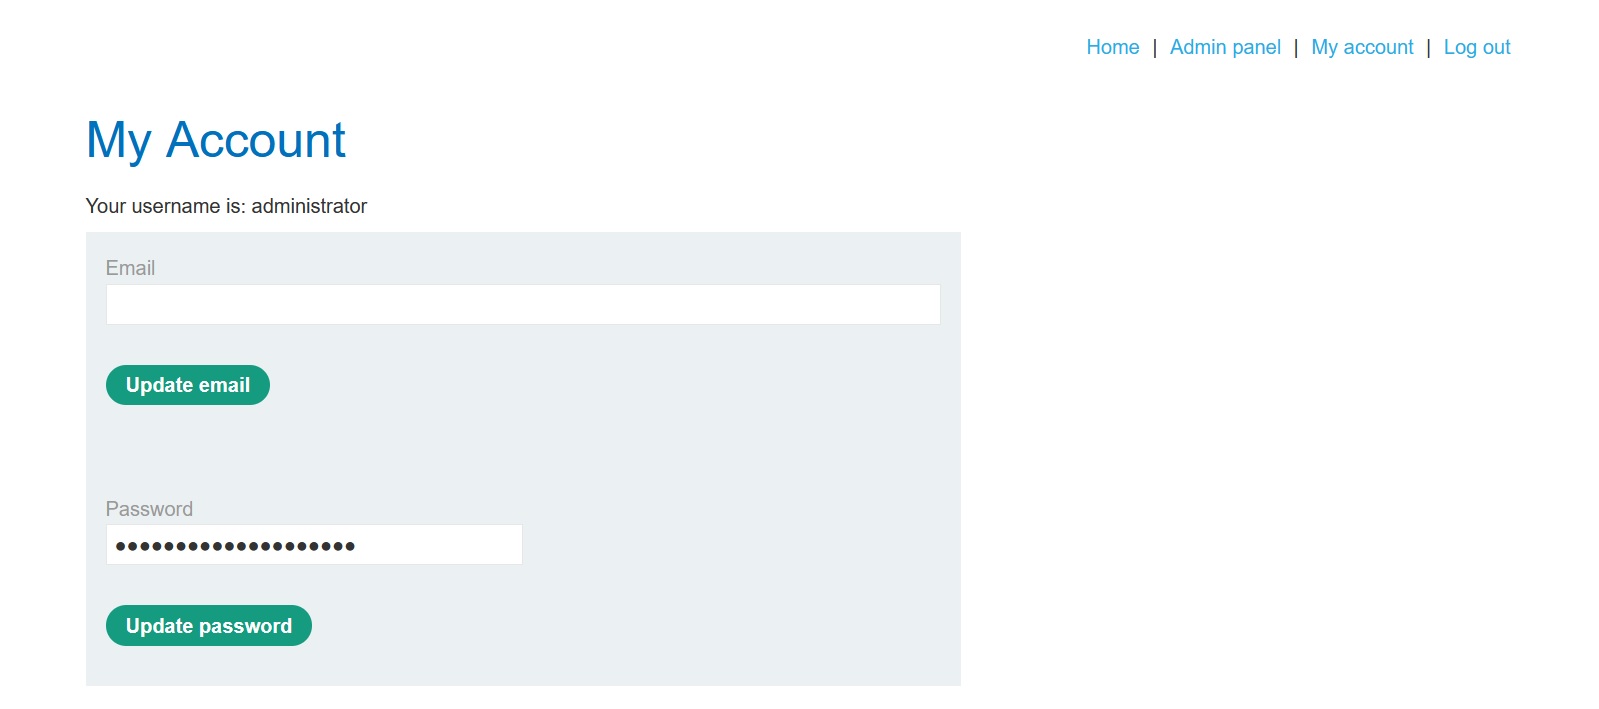 Home | Admin panel | My account | Log out
My Account
Your username is: administrator
Email
Update email
Password
••••••••••••••••••••
Update password